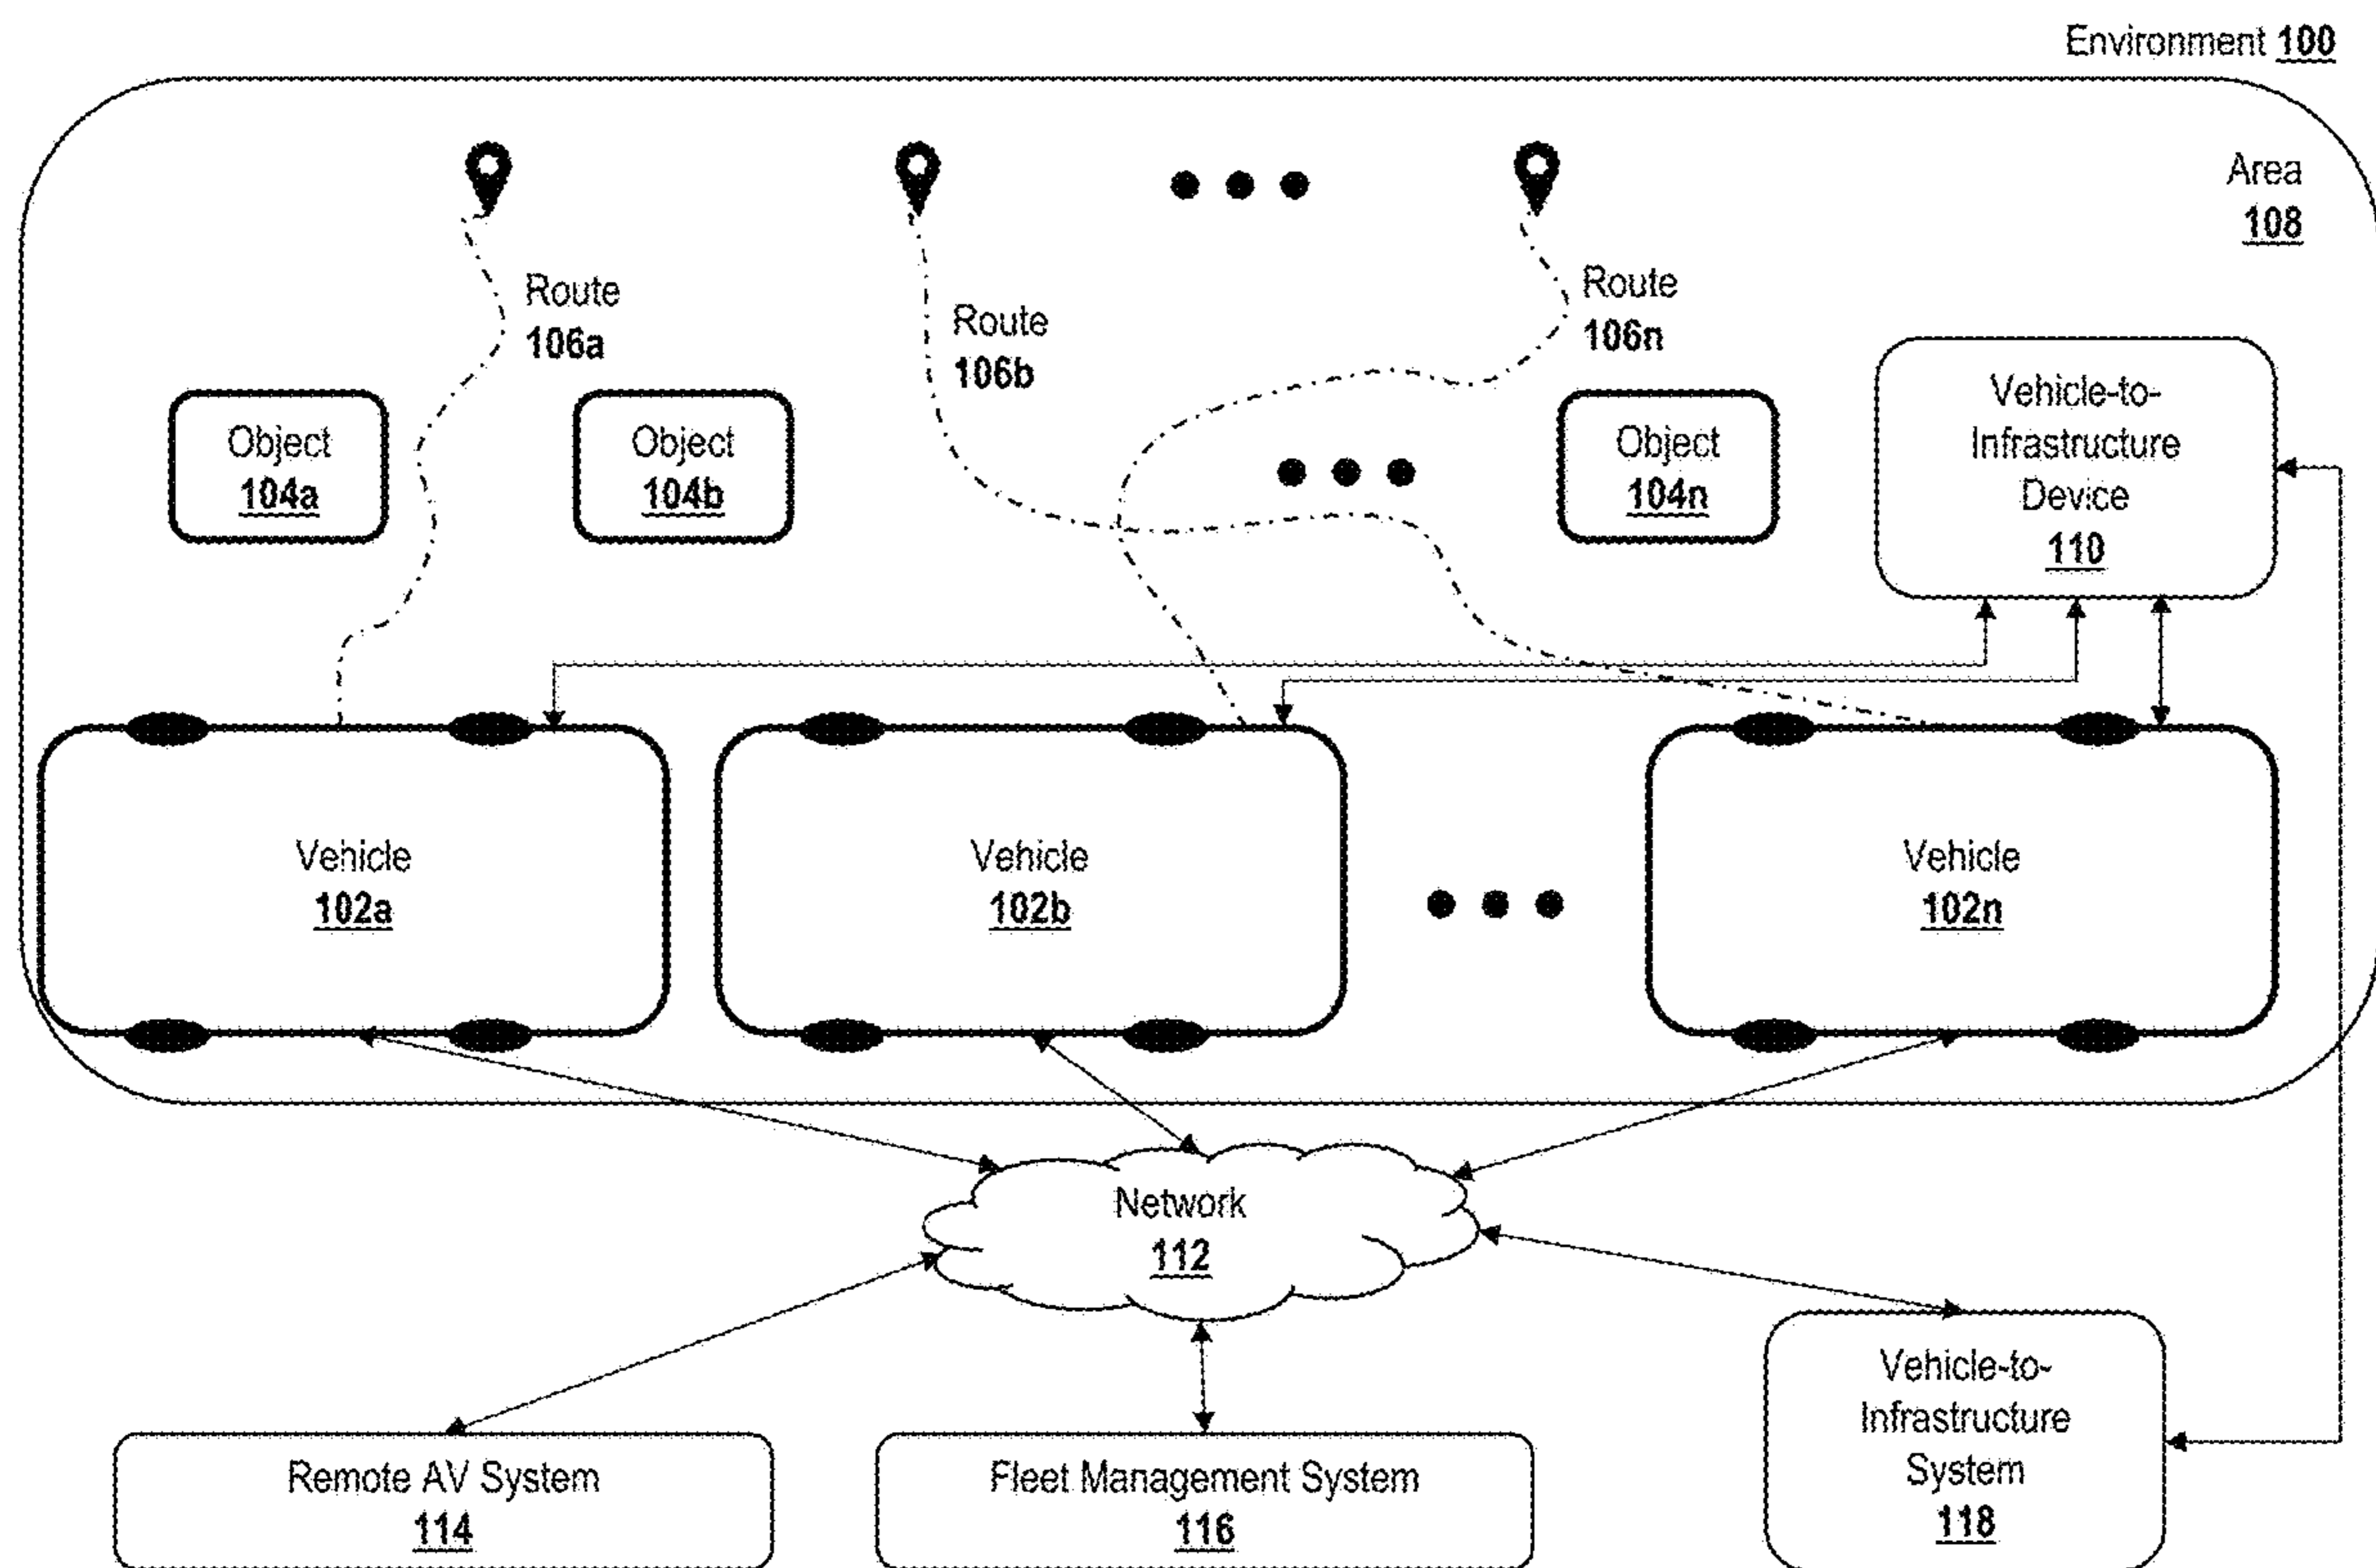 Environment 100
Area
108
Route
106a
Route
106b
Route
106n
Object
104a
Object
104b
Object
104n
Vehicle-to-
Infrastructure
Device
110
Vehicle
102a
Vehicle
102b
Vehicle
102n
Network
112
Remote AV System
114
Fleet Management System
116
Vehicle-to-
Infrastructure
System
118